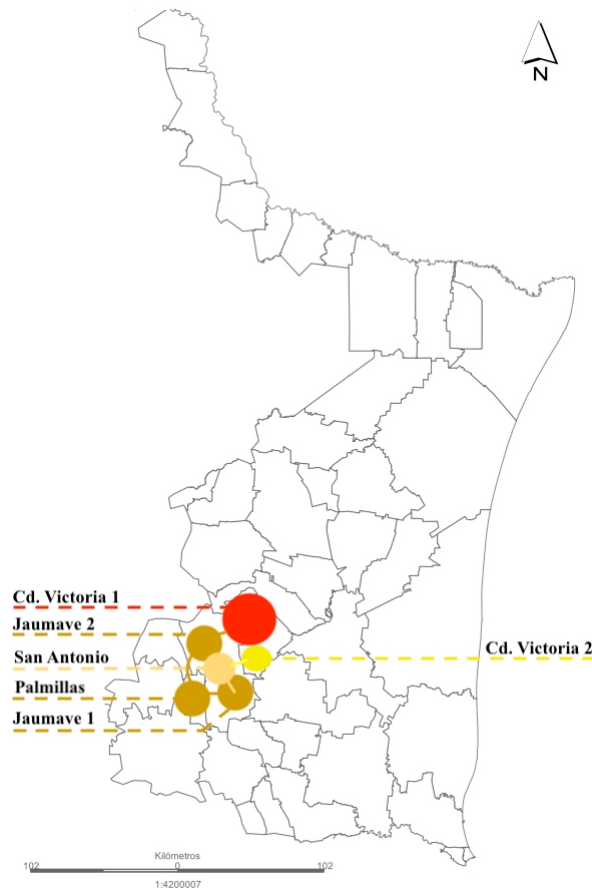 N
Cd. Victoria 1
Jaumave 2
San Antonio
Cd. Victoria 2
Palmillas
Jaumave 1
Kilómetros
102 0 102
1:4200007